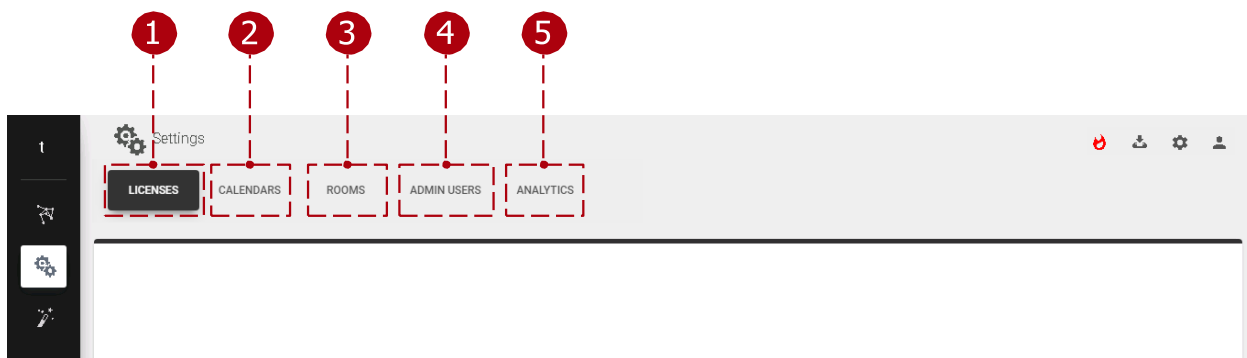 1 2 3 4 5
t
Settings
LICENSES CALENDARS ROOMS ADMIN USERS ANALYTICS